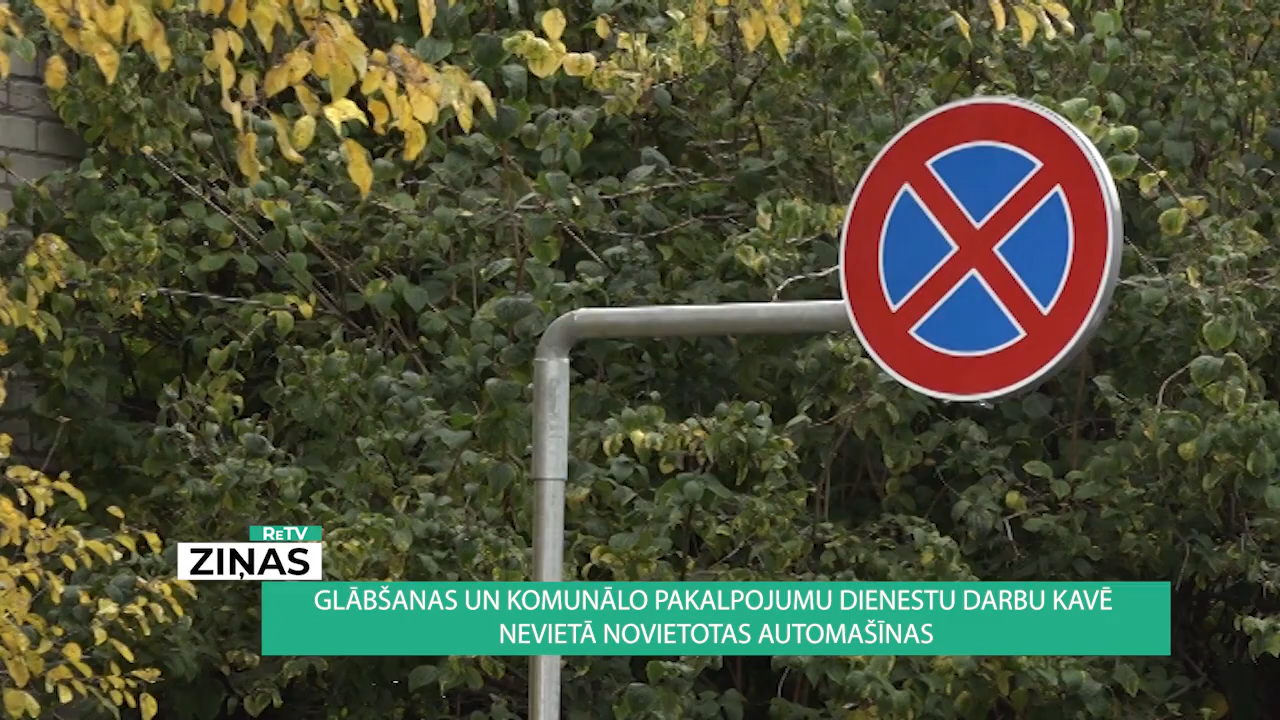 ReTV
ZIŅAS
GLĀBŠANAS UN KOMUNĀLO PAKALPOJUMU DIENESTU DARBU KAVĒ
NEVIETĀ NOVIETOTAS AUTOMAŠĪNAS